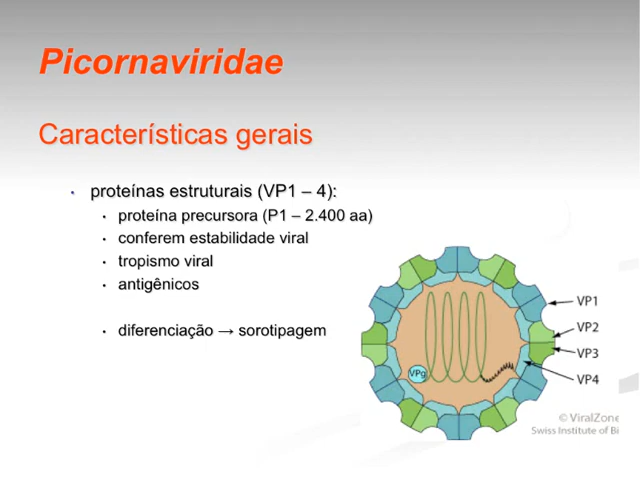 Picornaviridae
Características gerais
• proteínas estruturais (VP1 – 4):
• proteína precursora (P1 – 2.400 aa)
• conferem estabilidade viral
• tropismo viral
• antigênicos
• diferenciação → sorotipagem
VP1
VP2
VP3
VP4
VPg
© ViralZone
Swiss Institute of Bi